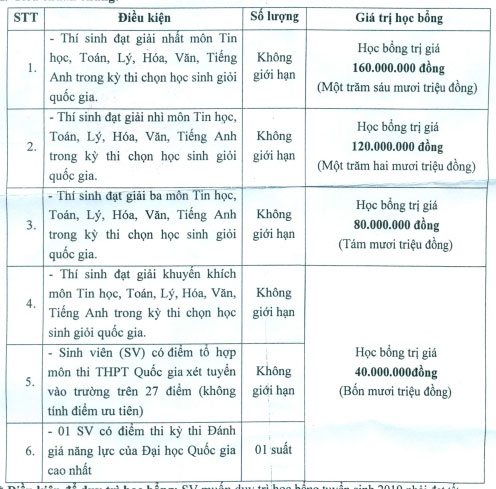 STT Điều kiện Số lượng Giá trị học bổng
1.
- Thí sinh đạt giải nhất môn Tin
học, Toán, Lý, Hóa, Văn, Tiếng
Anh trong kỳ thi chọn học sinh giỏi
quốc gia.
Không
giới hạn
Học bổng trị giá
160.000.000 đồng
(Một trăm sáu mươi triệu đồng)
2.
- Thí sinh đạt giải nhì môn Tin học,
Toán, Lý, Hóa, Văn, Tiếng Anh
trong kỳ thi chọn học sinh giỏi
quốc gia.
Không
giới hạn
Học bổng trị giá
120.000.000 đồng
(Một trăm hai mươi triệu đồng)
3.
- Thí sinh đạt giải ba môn Tin học,
Toán, Lý, Hóa, Văn, Tiếng Anh
trong kỳ thi chọn học sinh giỏi
quốc gia.
Không
giới hạn
Học bổng trị giá
80.000.000 đồng
(Tám mươi triệu đồng)
4.
- Thí sinh đạt giải khuyến khích
môn Tin học, Toán, Lý, Hóa, Văn,
Tiếng Anh trong kỳ thi chọn học
sinh giỏi quốc gia.
Không
giới hạn
5.
- Sinh viên (SV) có điểm tổ hợp
môn thi THPT Quốc gia xét tuyển
vào trường trên 27 điểm (không
tính điểm ưu tiên)
Không
giới hạn
Học bổng trị giá
40.000.000đồng
(Bốn mươi triệu đồng)
6.
- 01 SV có điểm thi kỳ thi Đánh
giá năng lực của Đại học Quốc gia
cao nhất
01 suất
SV muốn duy trì học bổng tuyển sinh 2019 phải đạt